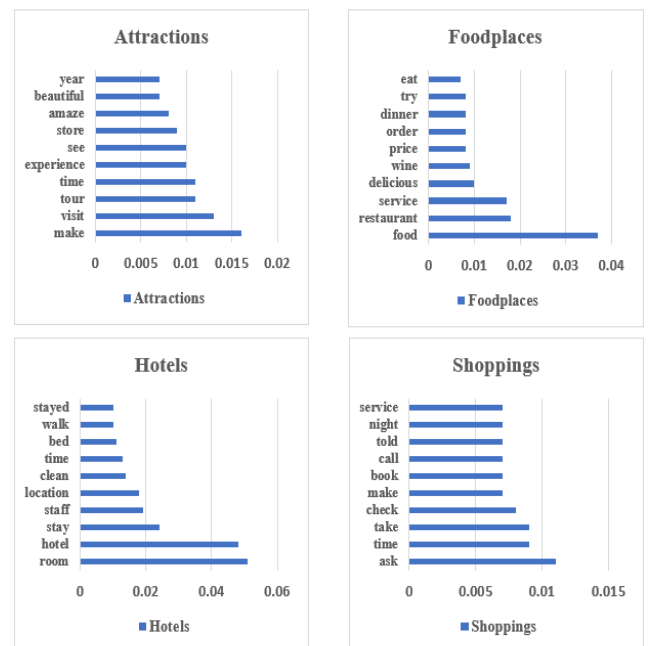 Attractions
year
beautiful
amaze
store
see
experience
time
tour
visit
make
0 0.005 0.01 0.015 0.02
Attractions
Foodplaces
eat
try
dinner
order
price
wine
delicious
service
restaurant
food
0 0.01 0.02 0.03 0.04
Foodplaces
Hotels
stayed
walk
bed
time
clean
location
staff
stay
hotel
room
0 0.02 0.04 0.06
Hotels
Shoppings
service
night
told
call
book
make
check
take
time
ask
0 0.005 0.01 0.015
Shoppings